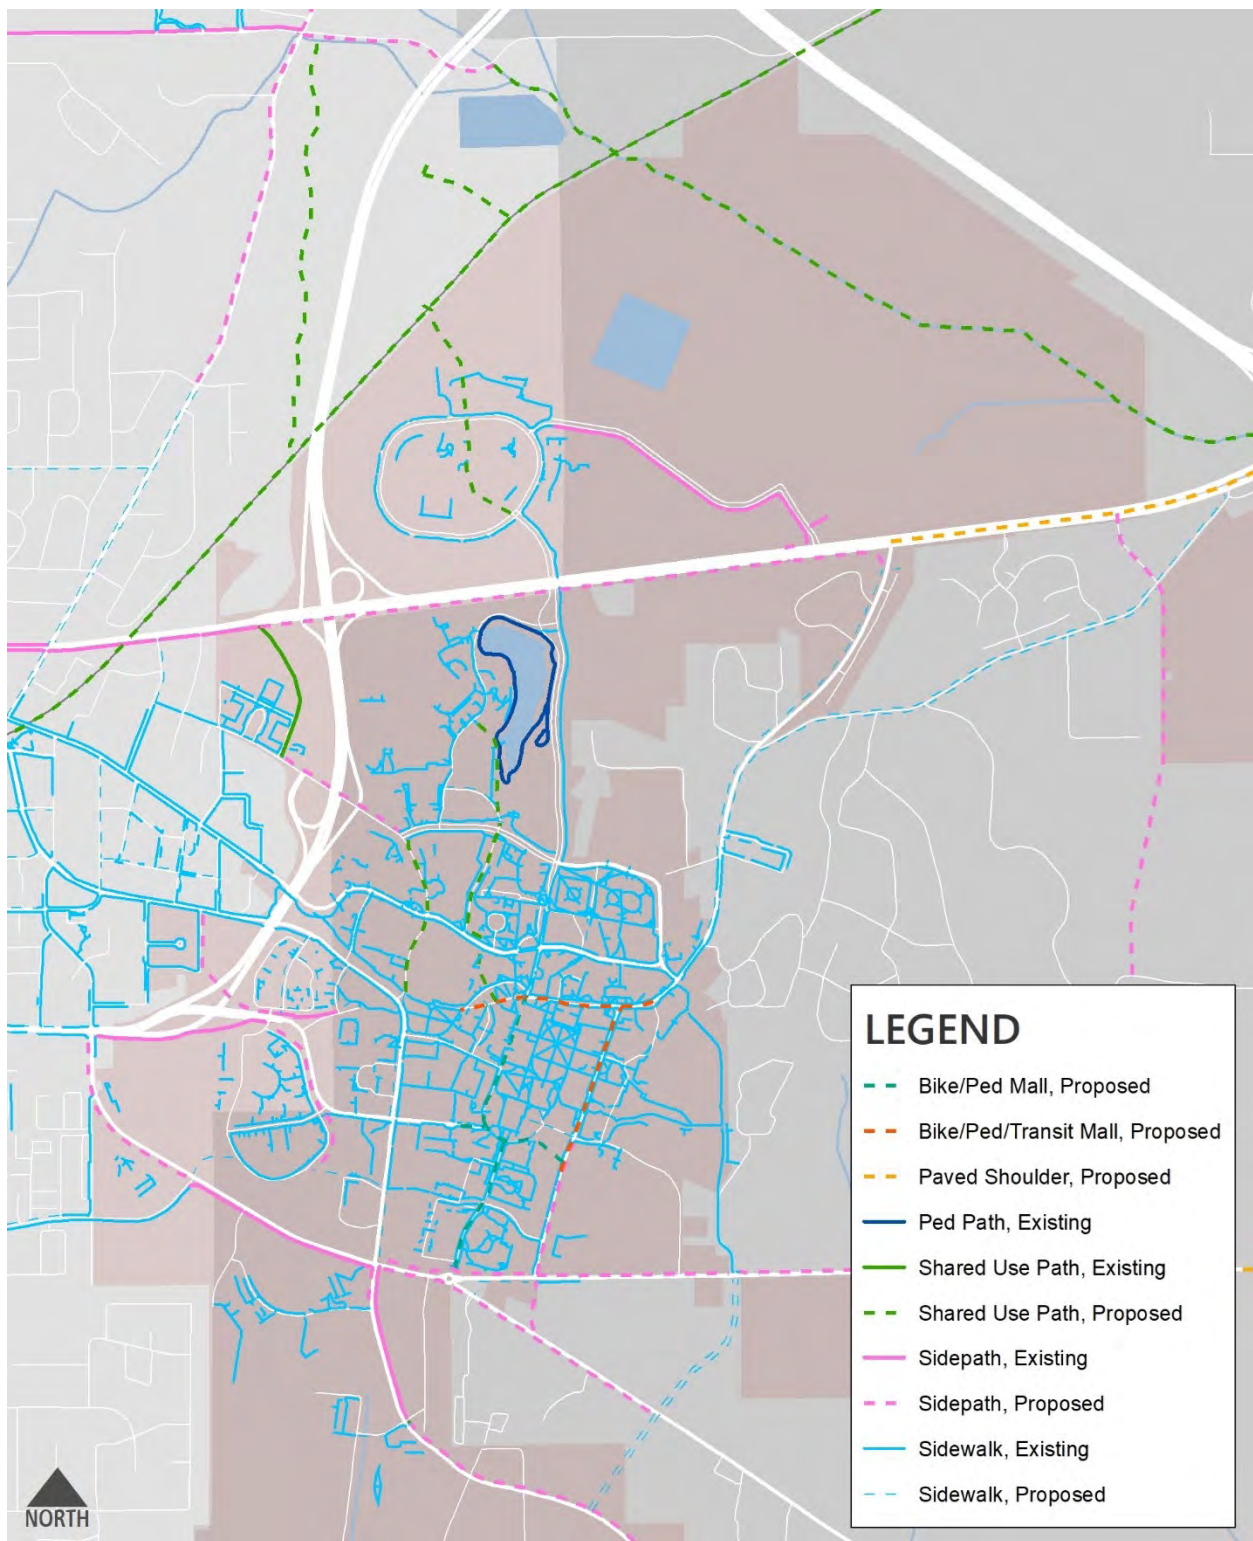 LEGEND
Bike/Ped Mall, Proposed
Bike/Ped/Transit Mall, Proposed
Paved Shoulder, Proposed
Ped Path, Existing
Shared Use Path, Existing
Shared Use Path, Proposed
Sidepath, Existing
Sidepath, Proposed
Sidewalk, Existing
Sidewalk, Proposed
NORTH